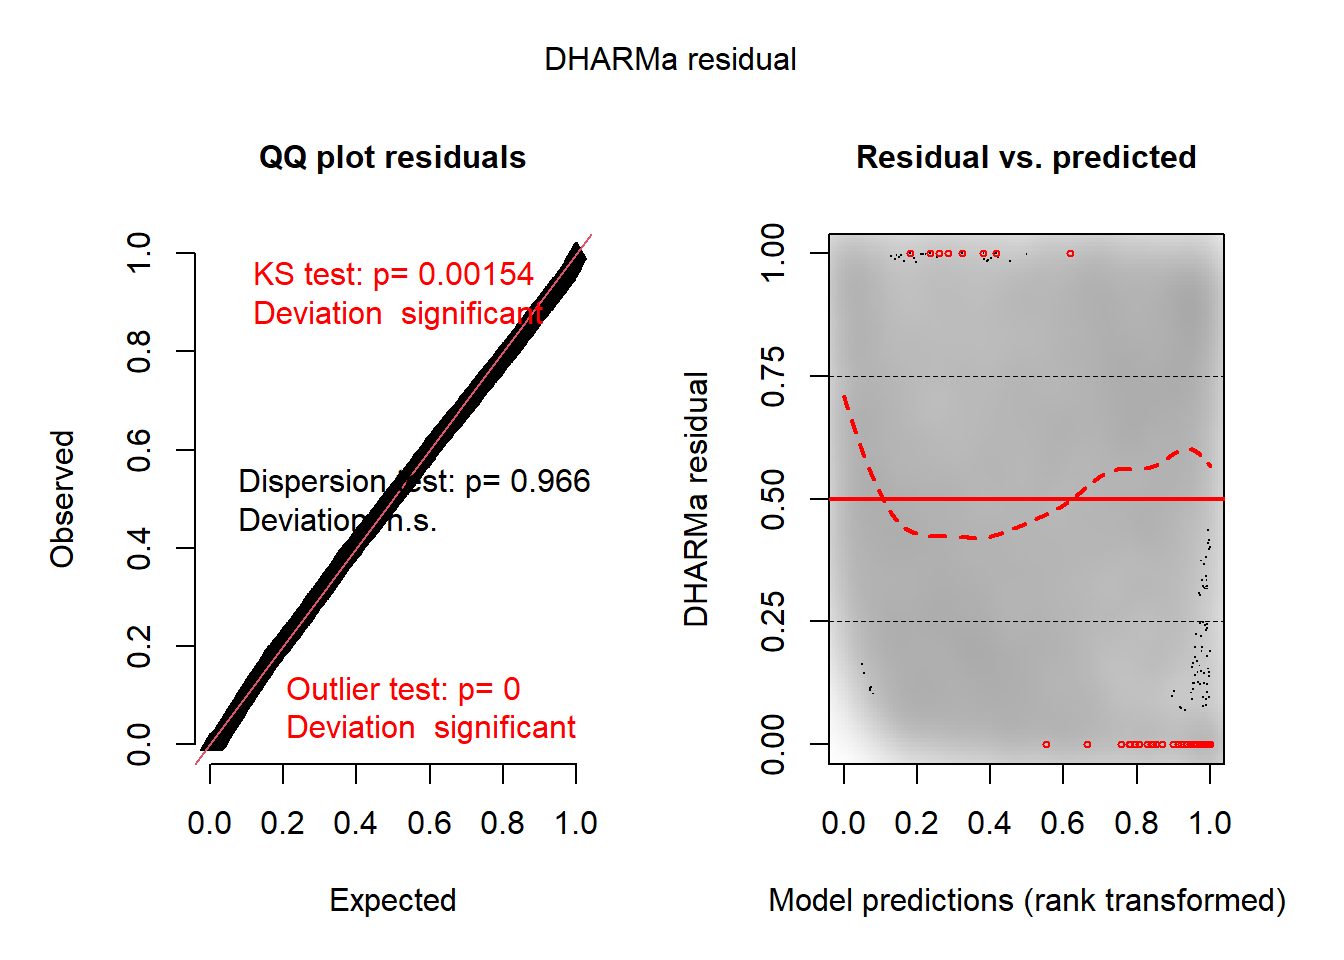 DHARMa residual
QQ plot residuals
KS test: p= 0.00154
Deviation  significant
Dispersion test: p= 0.966
Deviation n.s.
Outlier test: p= 0
Deviation  significant
Observed
0.0 0.2 0.4 0.6 0.8 1.0
0.0 0.2 0.4 0.6 0.8 1.0
Expected
Residual vs. predicted
DHARMa residual
0.00 0.25 0.50 0.75 1.00
0.0 0.2 0.4 0.6 0.8 1.0
Model predictions (rank transformed)